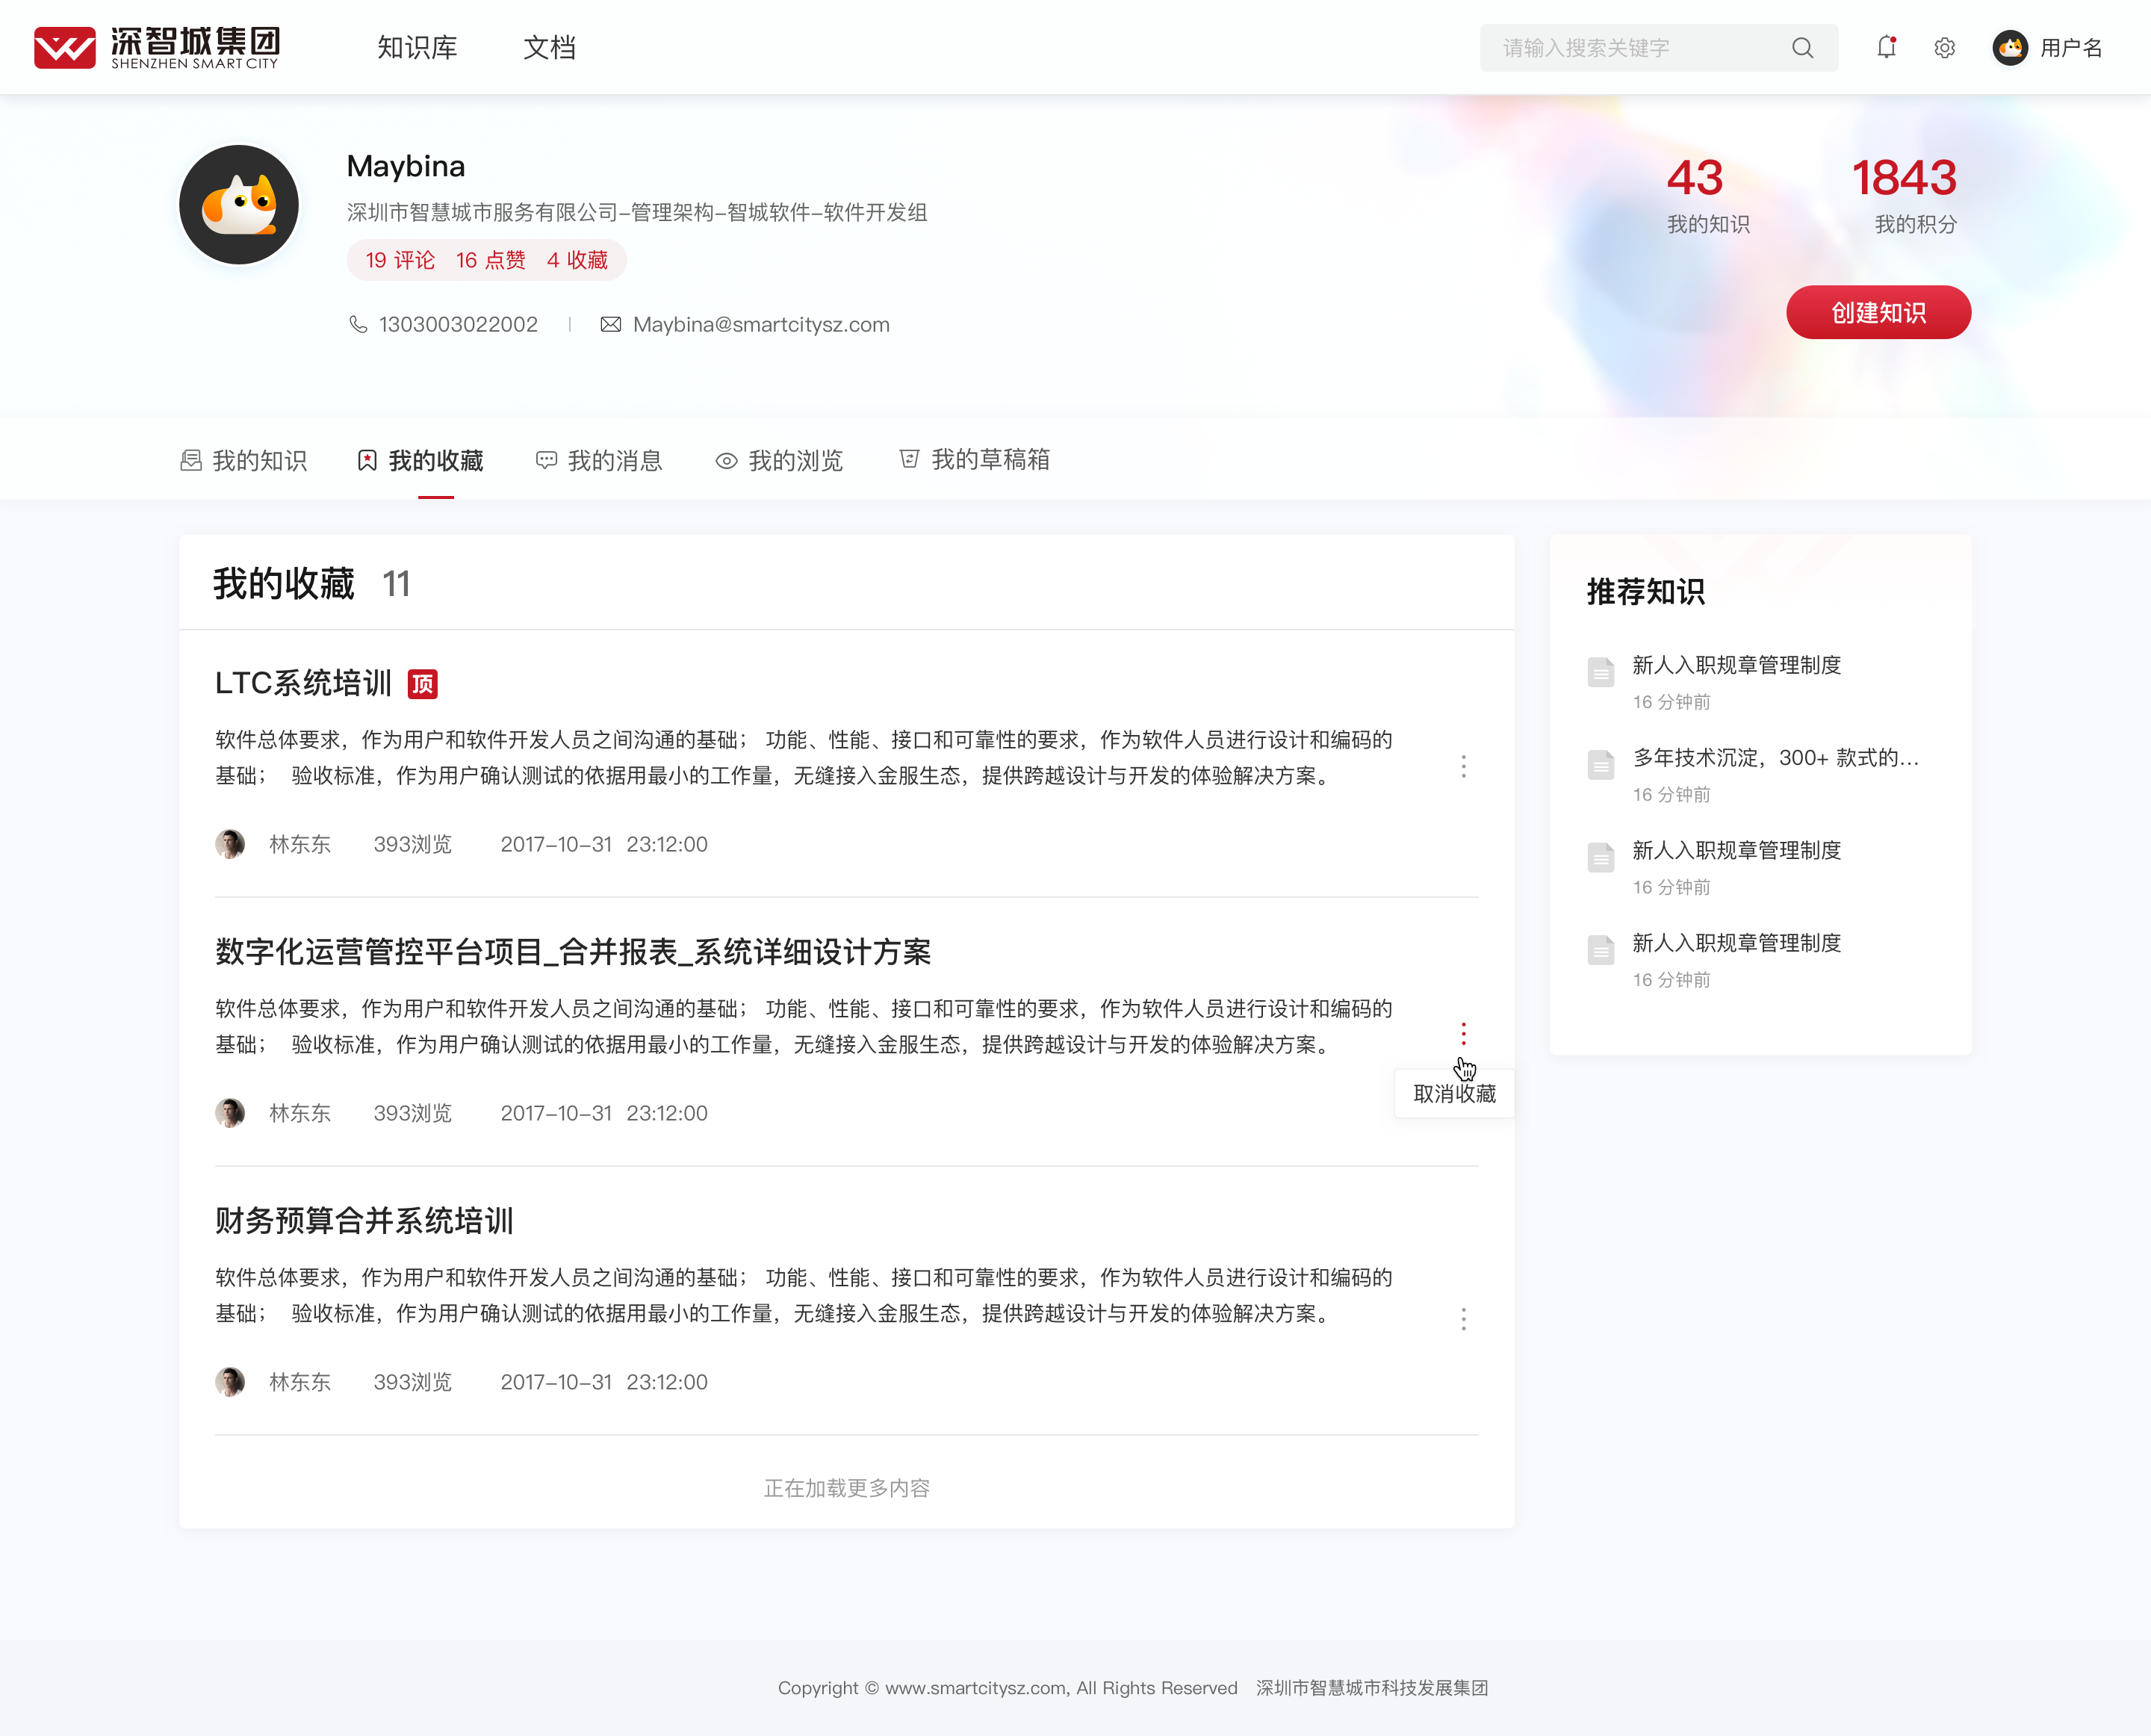 深智城集团
SHENZHEN SMART CITY
知识库 文档
请输入搜索关键字
用户名
Maybina
深圳市智慧城市服务有限公司–管理架构–智城软件–软件开发组
19 评论 16 点赞 4 收藏
1303003022002 | Maybina@smartcitysz.com
43 1843
我的知识 我的积分
创建知识
我的知识 我的收藏 我的消息 我的浏览 我的草稿箱
我的收藏 11
LTC系统培训 顶
软件总体要求，作为用户和软件开发人员之间沟通的基础； 功能、性能、接口和可靠性的要求，作为软件人员进行设计和编码的
基础； 验收标准，作为用户确认测试的依据用最小的工作量，无缝接入金服生态，提供跨越设计与开发的体验解决方案。
林东东 393浏览 2017–10–31 23:12:00
数字化运营管控平台项目_合并报表_系统详细设计方案
软件总体要求，作为用户和软件开发人员之间沟通的基础； 功能、性能、接口和可靠性的要求，作为软件人员进行设计和编码的
基础； 验收标准，作为用户确认测试的依据用最小的工作量，无缝接入金服生态，提供跨越设计与开发的体验解决方案。
取消收藏
林东东 393浏览 2017–10–31 23:12:00
财务预算合并系统培训
软件总体要求，作为用户和软件开发人员之间沟通的基础； 功能、性能、接口和可靠性的要求，作为软件人员进行设计和编码的
基础； 验收标准，作为用户确认测试的依据用最小的工作量，无缝接入金服生态，提供跨越设计与开发的体验解决方案。
林东东 393浏览 2017–10–31 23:12:00
正在加载更多内容
推荐知识
新人入职规章管理制度
16 分钟前
多年技术沉淀，300+ 款式的...
16 分钟前
新人入职规章管理制度
16 分钟前
新人入职规章管理制度
16 分钟前
Copyright © www.smartcitysz.com, All Rights Reserved 深圳市智慧城市科技发展集团